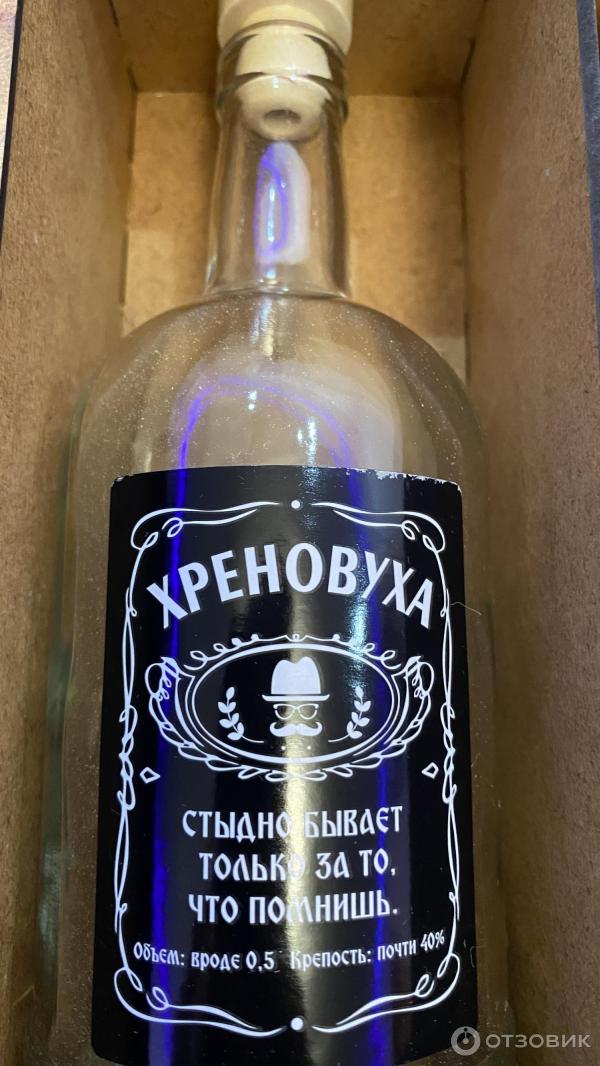 ХРЕНОВУХА
СТЫДНО БЫВАЕТ
ТОЛЬКО ЗА ТО,
ЧТО ПОМНИШЬ.
Объем: вроде 0,5 Крепость: почти 40%
ОТЗОВИК